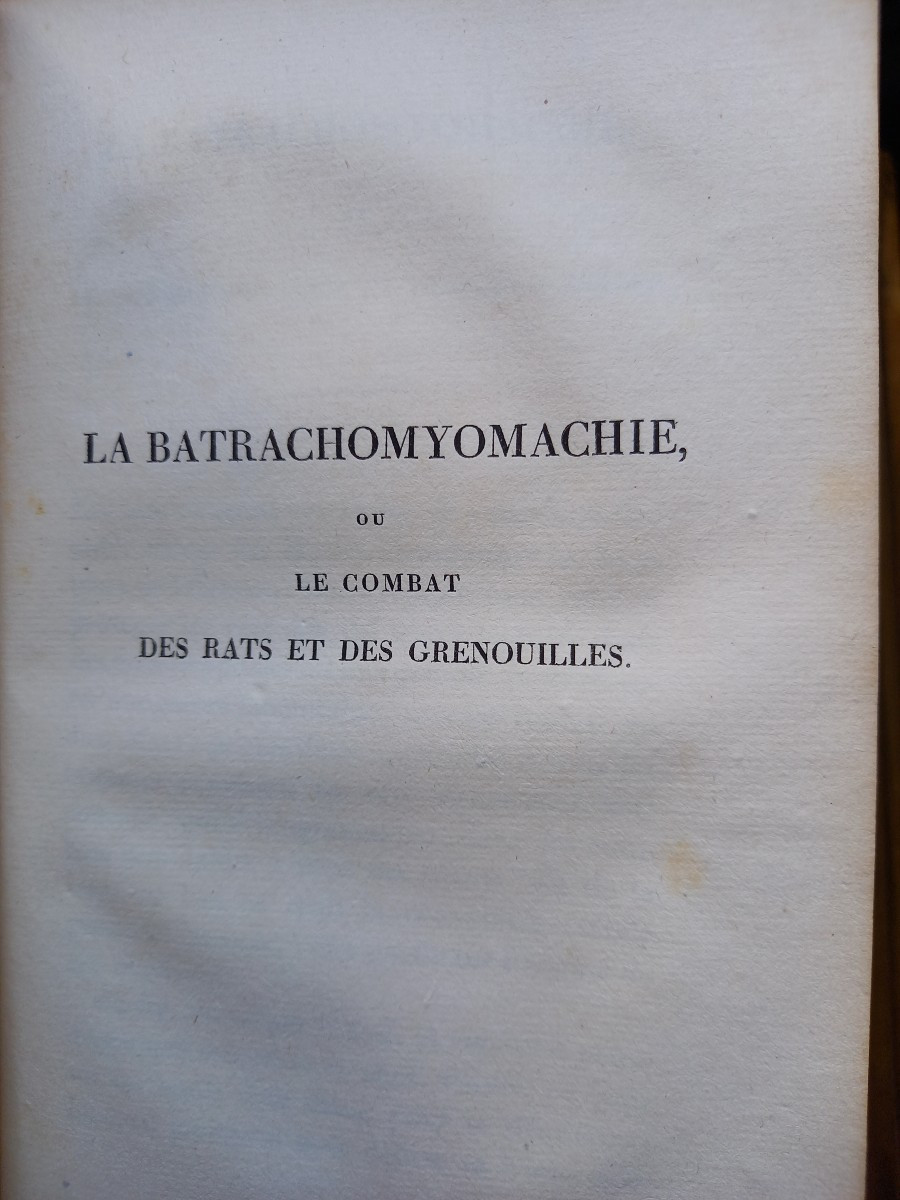 LA BATRACHOMYOMACHIE,
OU
LE COMBAT
DES RATS ET DES GRENOUILLES.